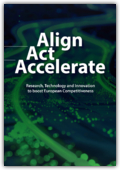 Align
Act
Accelerate
Research, Technology and Innovation
to boost European Competitiveness